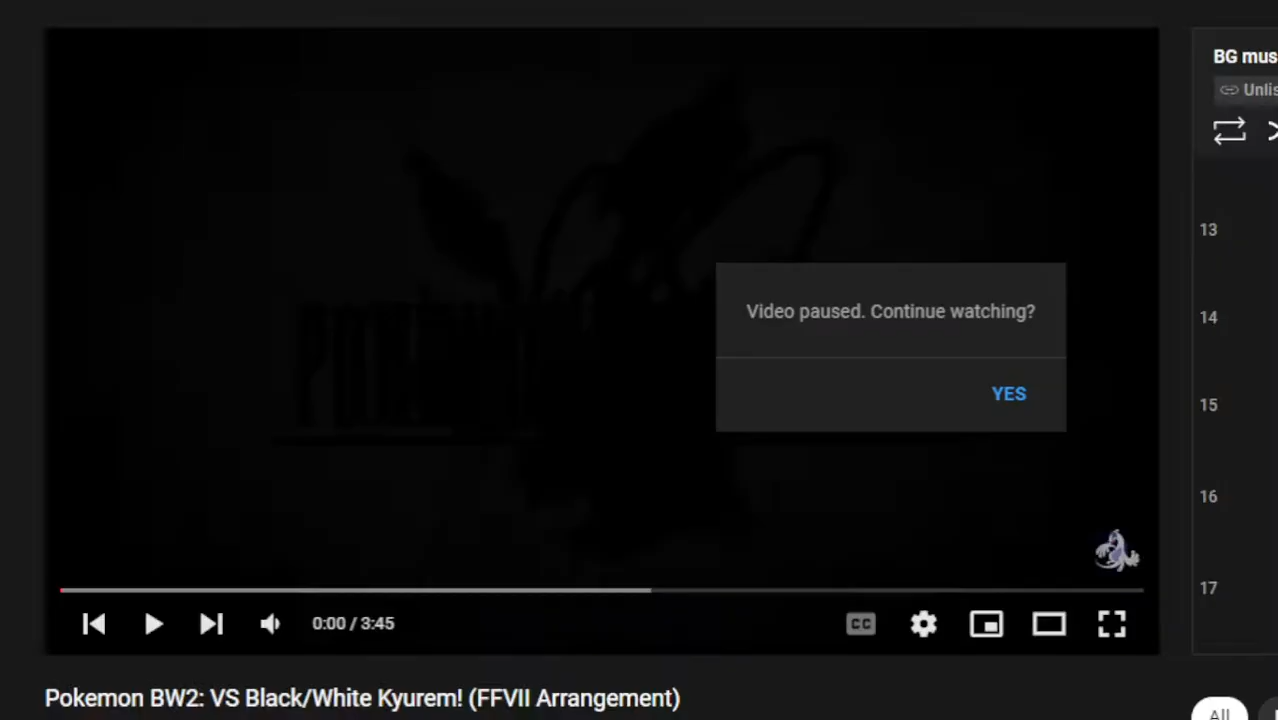 BG mus
Unlis
13
14
Video paused. Continue watching?
YES
15
16
17
0:00 / 3:45
CC
Pokemon BW2: VS Black/White Kyurem! (FFVII Arrangement)
All